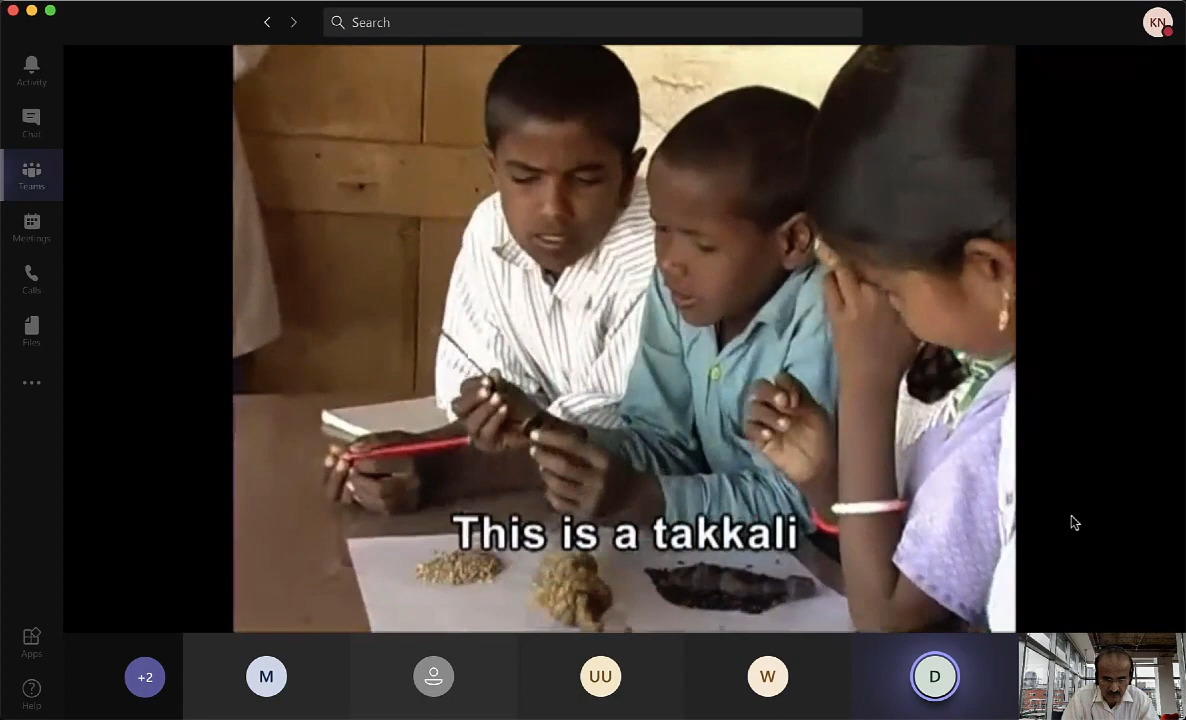 Search
KN
Activity
Chat
Teams
Meetings
Calls
Files
This is a takkali
Apps
Help
+2
M
UU
W
D